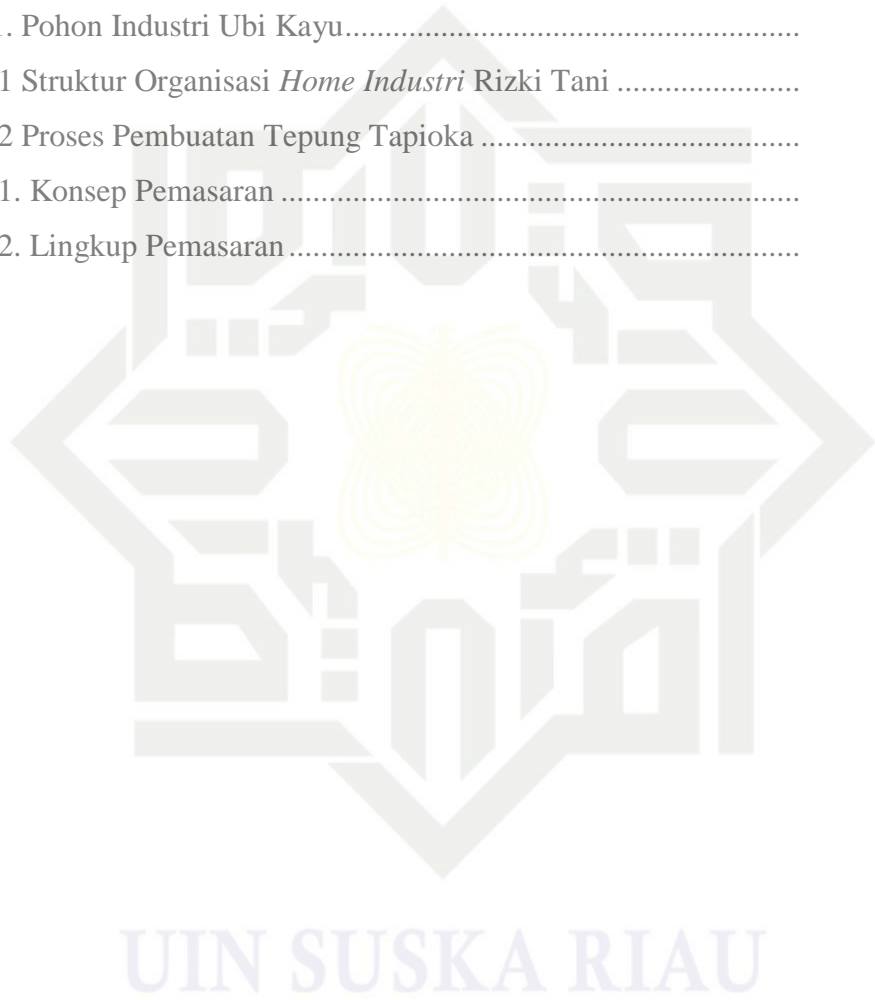 1. Pohon Industri Ubi Kayu..........................................................
1 Struktur Organisasi Home Industri Rizki Tani .......................
2 Proses Pembuatan Tepung Tapioka ........................................
1. Konsep Pemasaran ..................................................................
2. Lingkup Pemasaran.................................................................
UIN SUSKA RIAU